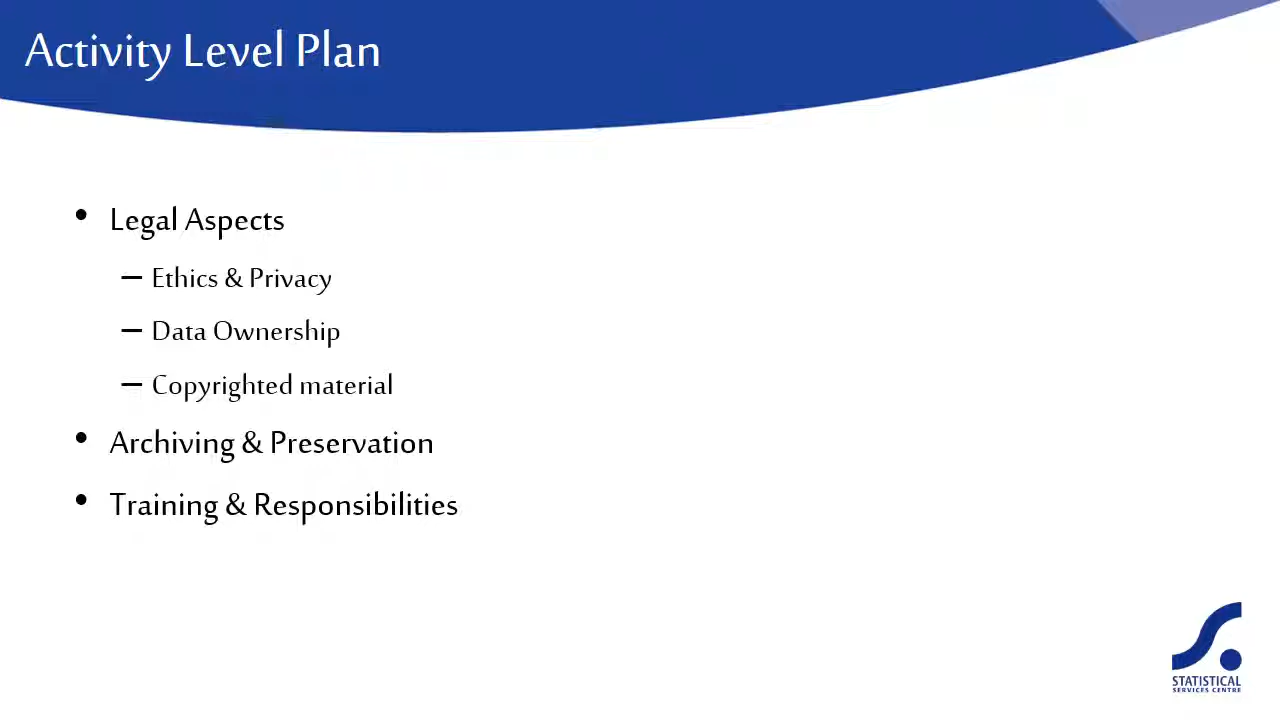 Activity Level Plan
• Legal Aspects
– Ethics & Privacy
– Data Ownership
– Copyrighted material
• Archiving & Preservation
• Training & Responsibilities
STATISTICAL
SERVICES CENTRE